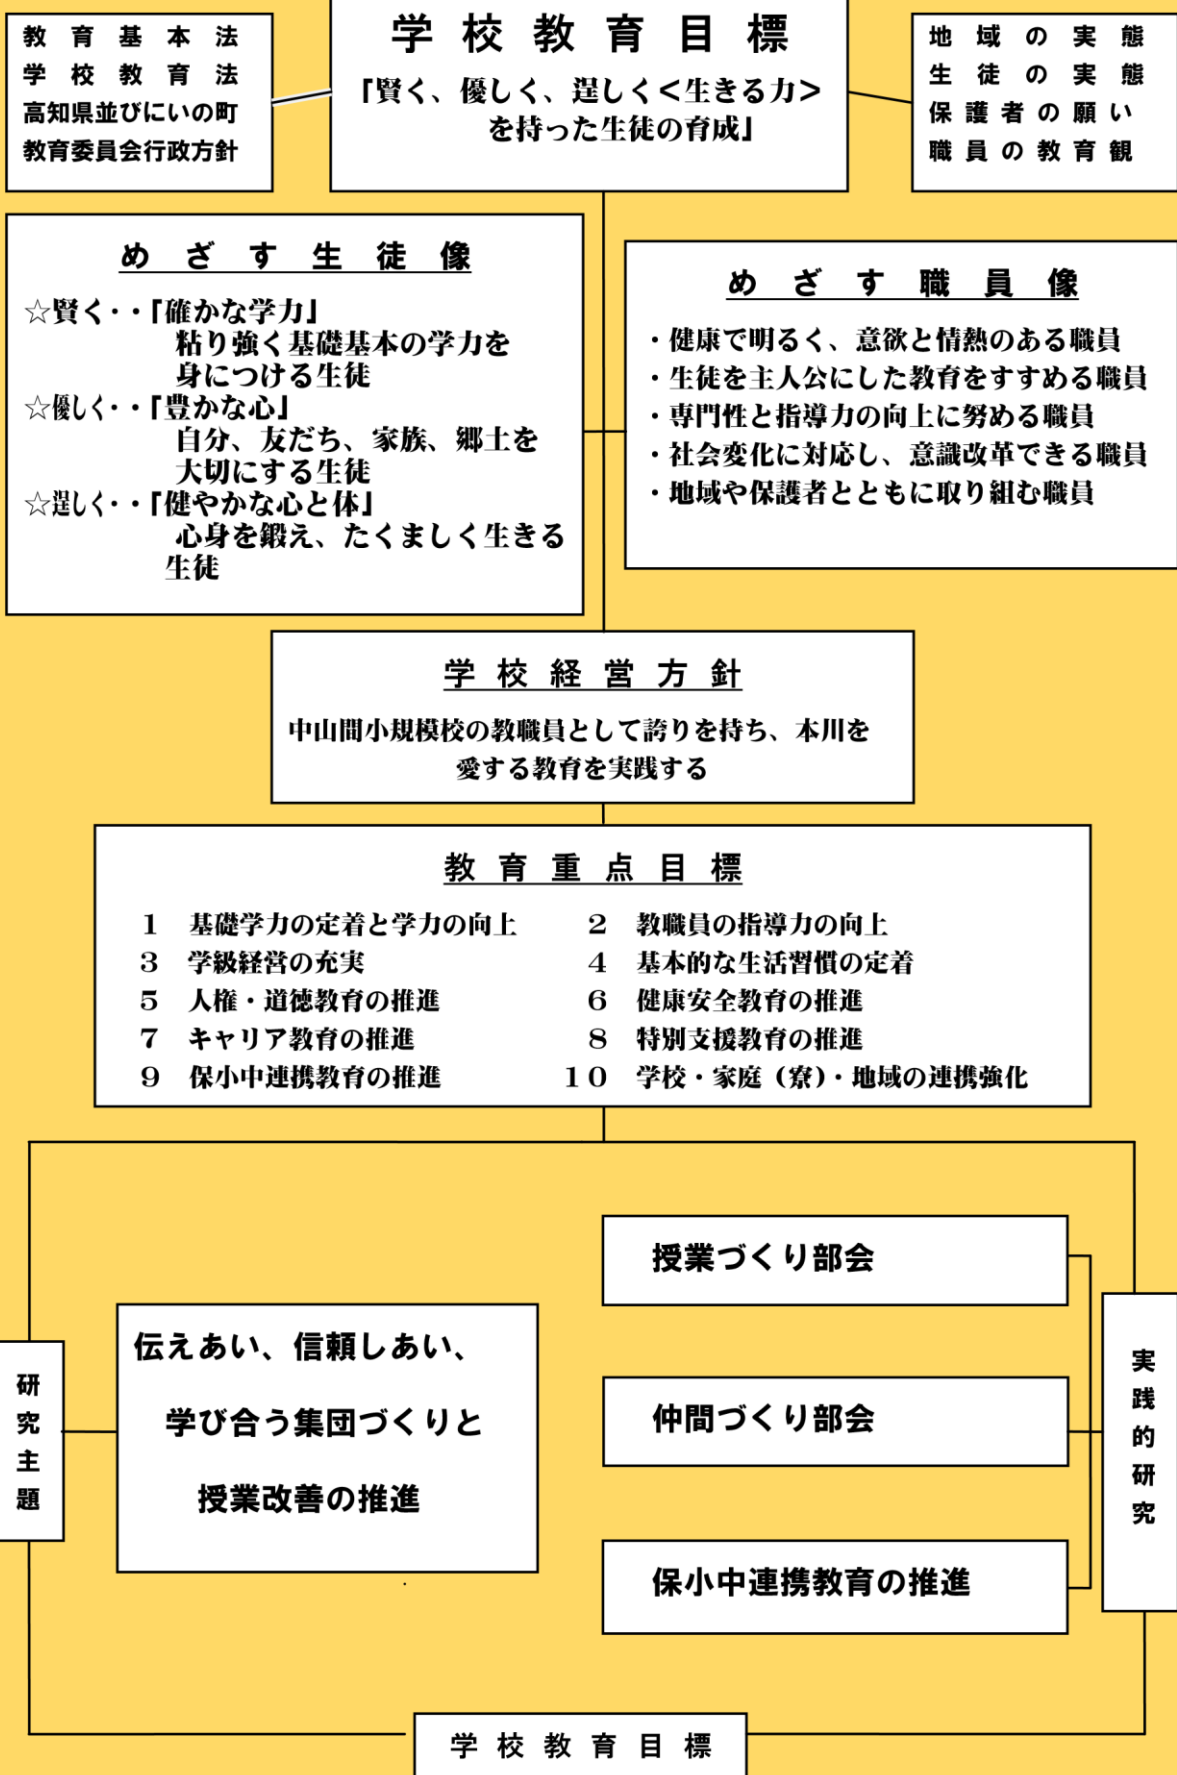 教育基本法
学校教育法
高知県並びにいの町
教育委員会行政方針
学校教育目標
『賢く、優しく、逞しく<生きる力>
を持った生徒の育成』
地域の実態
生徒の実態
保護者の願い
職員の教育観
めざす生徒像
☆賢く・・『確かな学力』
粘り強く基礎基本の学力を
身につける生徒
☆優しく・・『豊かな心』
自分、友だち、家族、郷土を
大切にする生徒
☆逞しく・・『健やかな心と体』
心身を鍛え、たくましく生きる
生徒
めざす職員像
・健康で明るく、意欲と情熱のある職員
・生徒を主人公にした教育をすすめる職員
・専門性と指導力の向上に努める職員
・社会変化に対応し、意識改革できる職員
・地域や保護者とともに取り組む職員
学校経営方針
中山間小規模校の教職員として誇りを持ち、本川を
愛する教育を実践する
教育重点目標
1 基礎学力の定着と学力の向上 2 教職員の指導力の向上
3 学級経営の充実 4 基本的な生活習慣の定着
5 人権・道徳教育の推進 6 健康安全教育の推進
7 キャリア教育の推進 8 特別支援教育の推進
9 保小中連携教育の推進 10 学校・家庭(寮)・地域の連携強化
研究主題
伝えあい、信頼しあい、
学び合う集団づくりと
授業改善の推進
授業づくり部会
仲間づくり部会
保小中連携教育の推進
実践的研究
学校教育目標